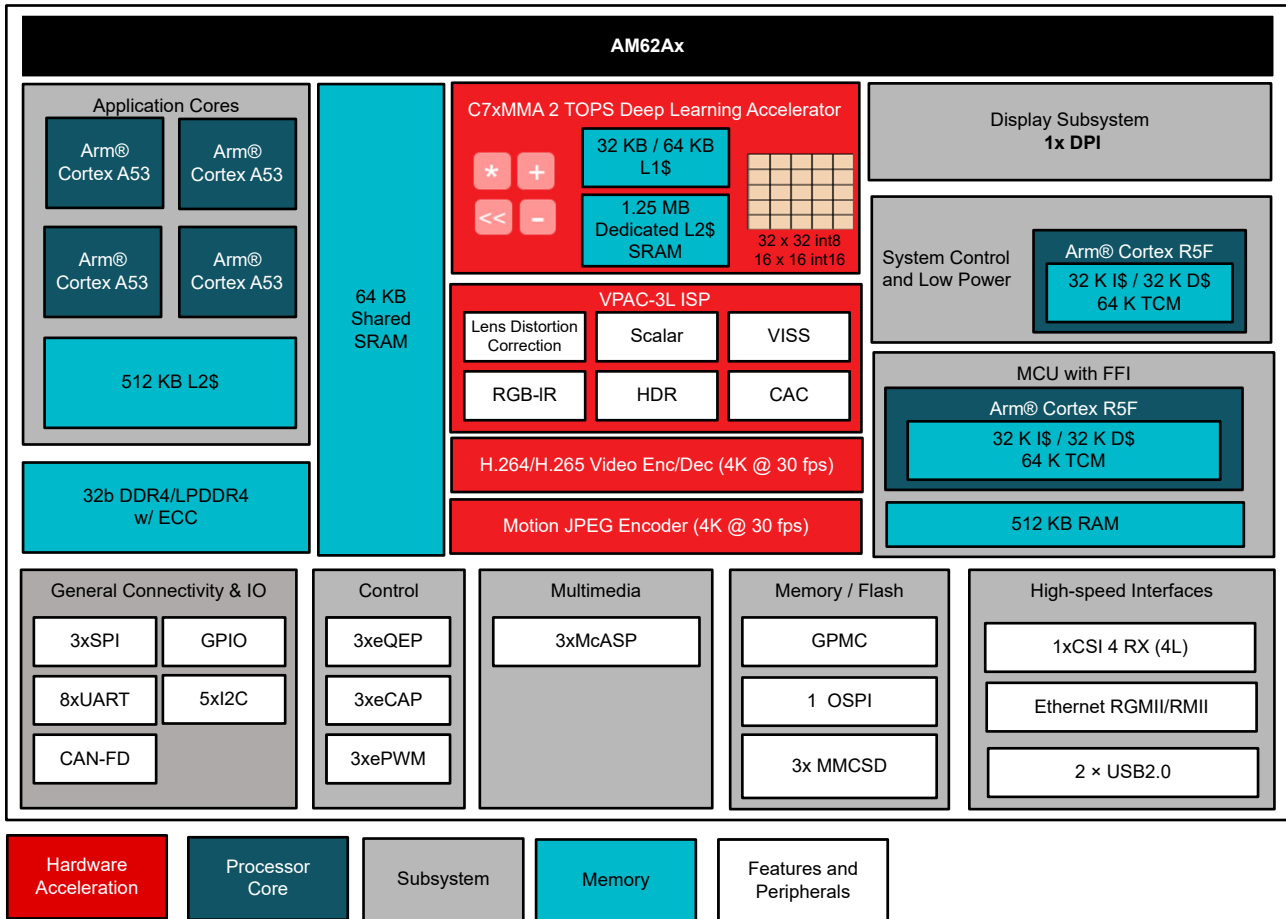 AM62Ax
Application Cores
Arm®
Cortex A53
Arm®
Cortex A53
Arm®
Cortex A53
Arm®
Cortex A53
512 KB L2$
32b DDR4/LPDDR4
w/ ECC
64 KB
Shared
SRAM
C7xMMA 2 TOPS Deep Learning Accelerator
*
+
<<
-
32 KB / 64 KB
L1$
1.25 MB
Dedicated L2$
SRAM
32 x 32 int8
16 x 16 int16
VPAC-3L ISP
Lens Distortion
Correction
Scalar
VISS
RGB-IR
HDR
CAC
H.264/H.265 Video Enc/Dec (4K @ 30 fps)
Motion JPEG Encoder (4K @ 30 fps)
Display Subsystem
1x DPI
System Control
and Low Power
Arm® Cortex R5F
32 K I$ / 32 K D$
64 K TCM
MCU with FFI
Arm® Cortex R5F
32 K I$ / 32 K D$
64 K TCM
512 KB RAM
General Connectivity & IO
3xSPI
GPIO
8xUART
5xI2C
CAN-FD
Control
3xeQEP
3xeCAP
3xePWM
Multimedia
3xMcASP
Memory / Flash
GPMC
1 OSPI
3x MMCSD
High-speed Interfaces
1xCSI 4 RX (4L)
Ethernet RGMII/RMII
2 × USB2.0
Hardware
Acceleration
Processor
Core
Subsystem
Memory
Features and
Peripherals